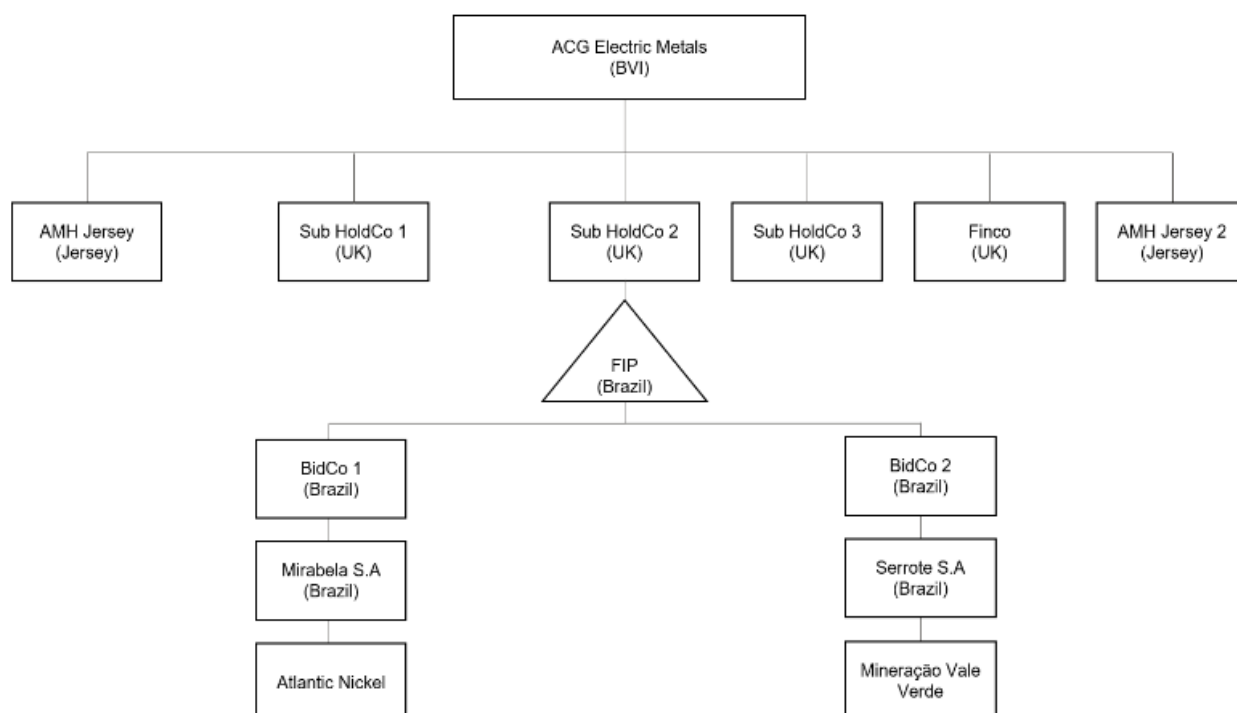 ACG Electric Metals
(BVI)
AMH Jersey
(Jersey)
Sub HoldCo 1
(UK)
Sub HoldCo 2
(UK)
Sub HoldCo 3
(UK)
Finco
(UK)
AMH Jersey 2
(Jersey)
FIP
(Brazil)
BidCo 1
(Brazil)
BidCo 2
(Brazil)
Mirabela S.A
(Brazil)
Serrote S.A
(Brazil)
Atlantic Nickel
Mineração Vale
Verde